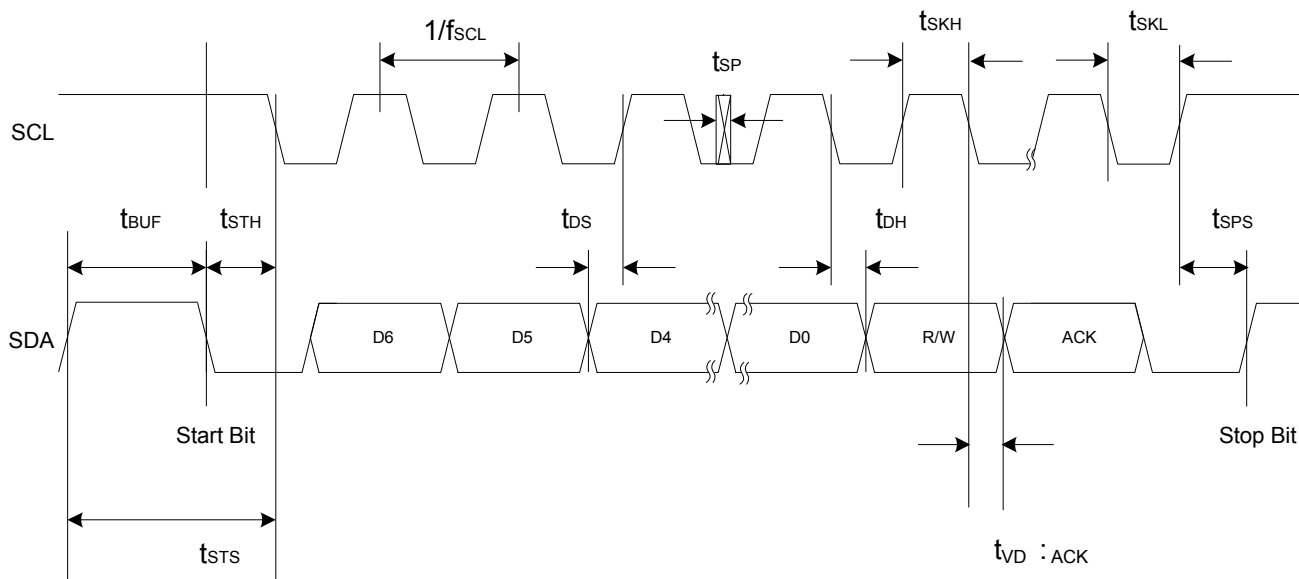 1/fSCL
tSKH
tSKL
tSP
SCL
tBUF
tSTH
tDS
tDH
tSPS
SDA
D6
D5
D4
D0
R/W
ACK
Start Bit
Stop Bit
tSTS
tVD : ACK